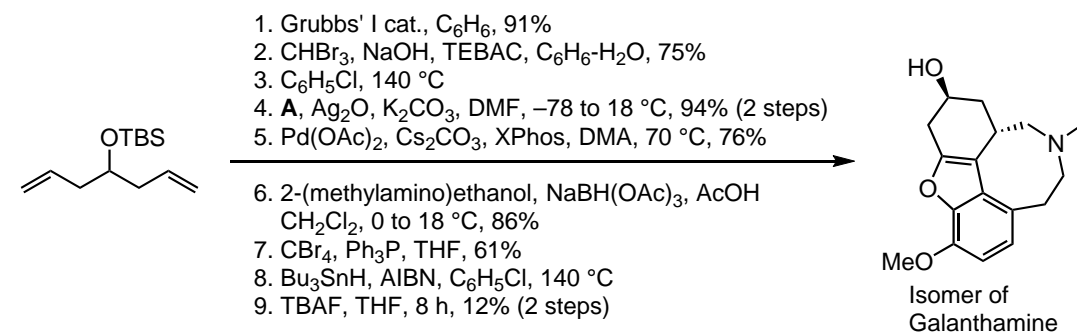 OTBS
1. Grubbs' I cat., C₆H₆, 91%
2. CHBr₃, NaOH, TEBAC, C₆H₆-H₂O, 75%
3. C₆H₅Cl, 140 °C
4. A, Ag₂O, K₂CO₃, DMF, –78 to 18 °C, 94% (2 steps)
5. Pd(OAc)₂, Cs₂CO₃, XPhos, DMA, 70 °C, 76%
6. 2-(methylamino)ethanol, NaBH(OAc)₃, AcOH
CH₂Cl₂, 0 to 18 °C, 86%
7. CBr₄, Ph₃P, THF, 61%
8. Bu₃SnH, AIBN, C₆H₅Cl, 140 °C
9. TBAF, THF, 8 h, 12% (2 steps)
HO
N
O
MeO
Isomer of
Galanthamine